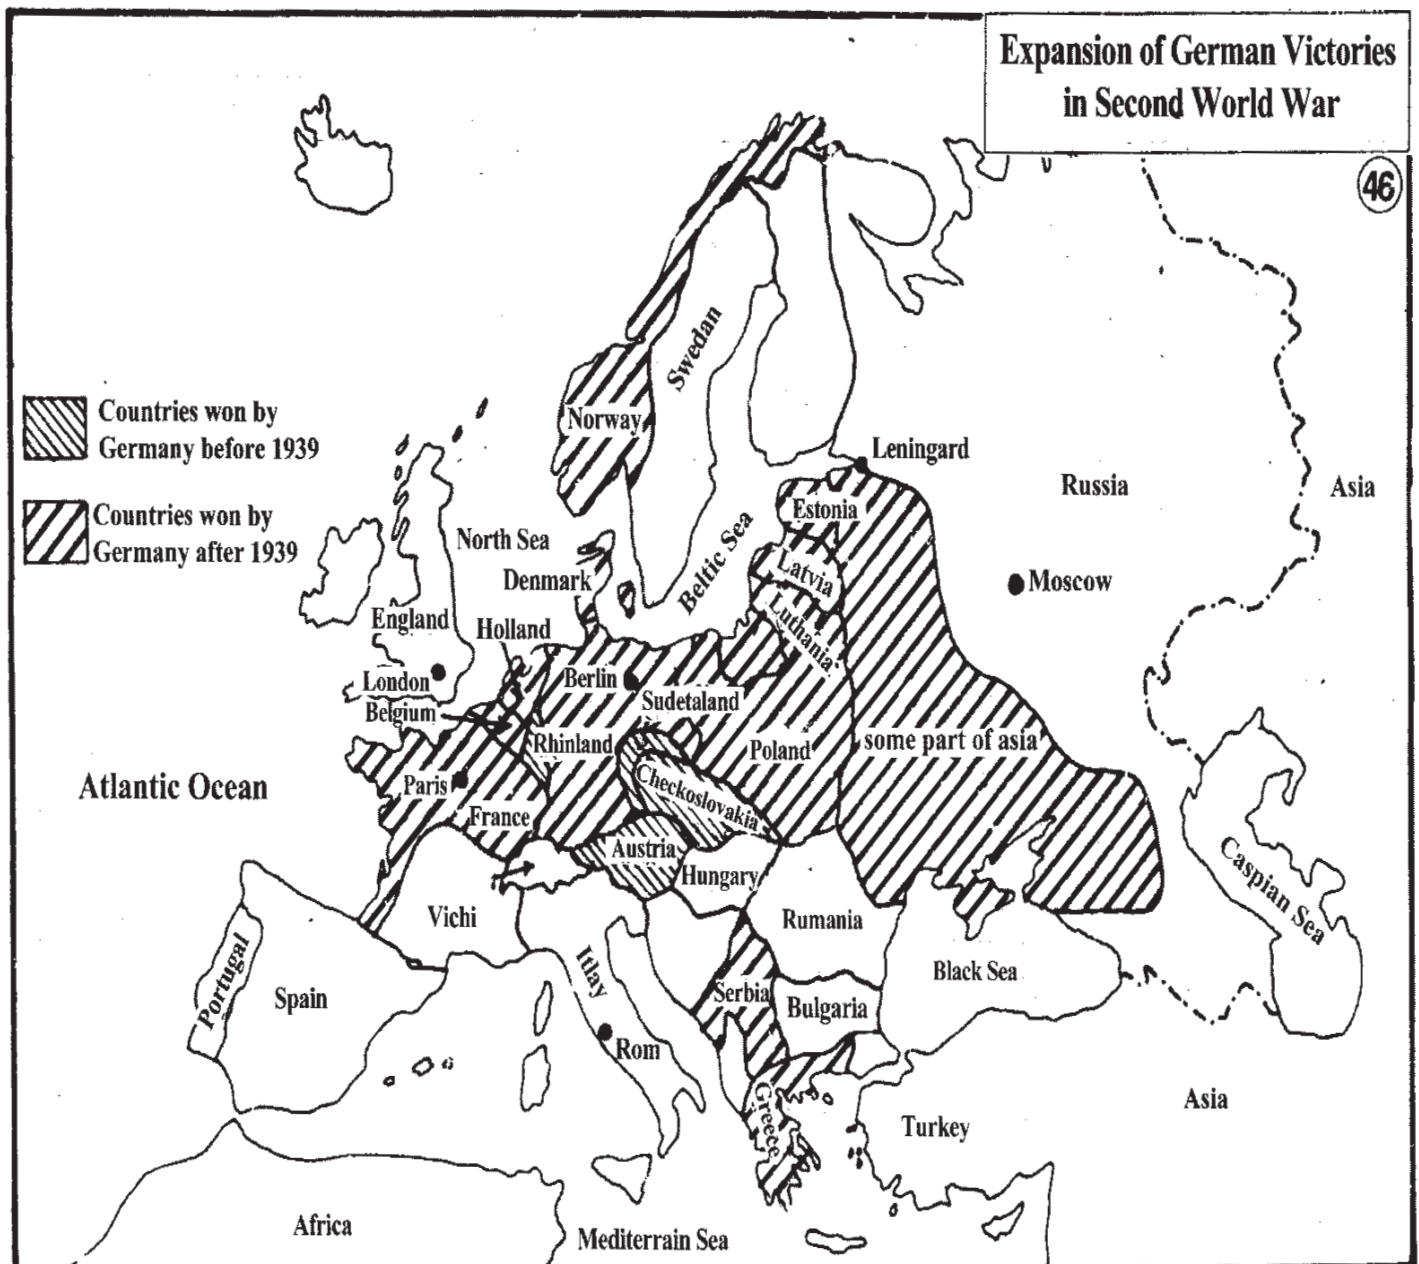 Expansion of German Victories
in Second World War
46
Countries won by
Germany before 1939
Countries won by
Germany after 1939
Swedan
Norway
Leningard
Russia
Asia
Estonia
North Sea
Denmark
Beltic Sea
Latvia
Moscow
Luthania
England
Holland
London
Berlin
Sudetaland
Belgium
Rhinland
Poland
some part of asia
Atlantic Ocean
Paris
Checkoslovakia
France
Austria
Hungary
Caspian Sea
Vichi
Rumania
Portugal
Spain
Itlay
Serbia
Bulgaria
Black Sea
Rom
Greece
Turkey
Asia
Africa
Mediterrain Sea